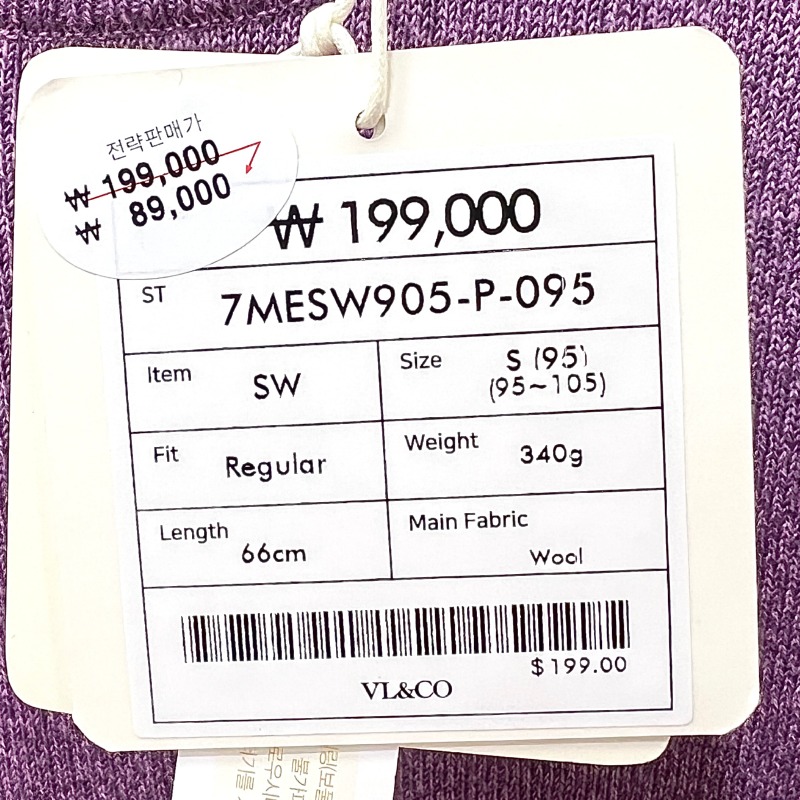 전략판매가
₩ 199,000
₩ 89,000
₩ 199,000
ST 7MESW905-P-095
Item SW
Size S (95)
(95~105)
Fit Regular
Weight 340g
Length 66cm
Main Fabric
Wool
$199.00
VL&CO